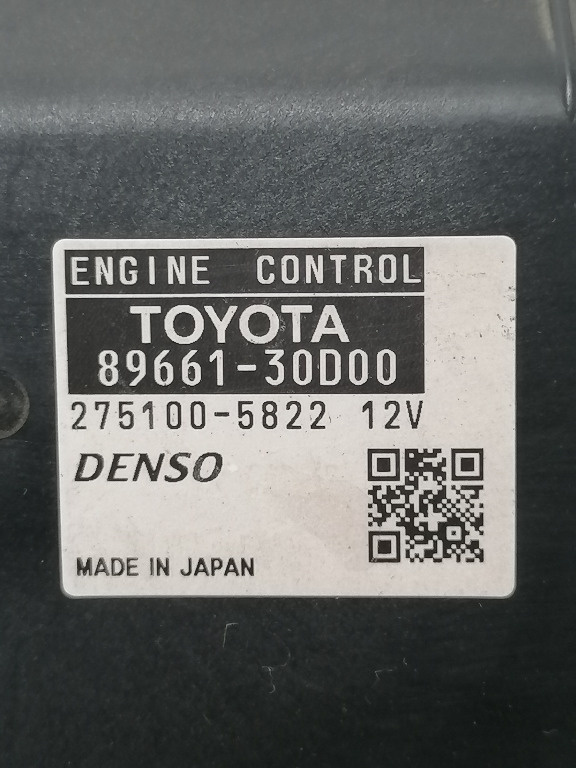 ENGINE CONTROL
TOYOTA
89661-30D00
275100-5822 12V
DENSO
MADE IN JAPAN